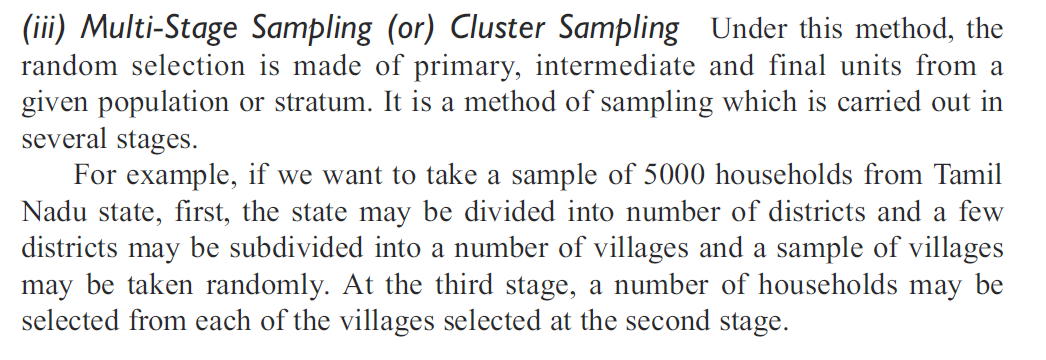 (iii) Multi-Stage Sampling (or) Cluster Sampling Under this method, the
random selection is made of primary, intermediate and final units from a
given population or stratum. It is a method of sampling which is carried out in
several stages.
For example, if we want to take a sample of 5000 households from Tamil
Nadu state, first, the state may be divided into number of districts and a few
districts may be subdivided into a number of villages and a sample of villages
may be taken randomly. At the third stage, a number of households may be
selected from each of the villages selected at the second stage.